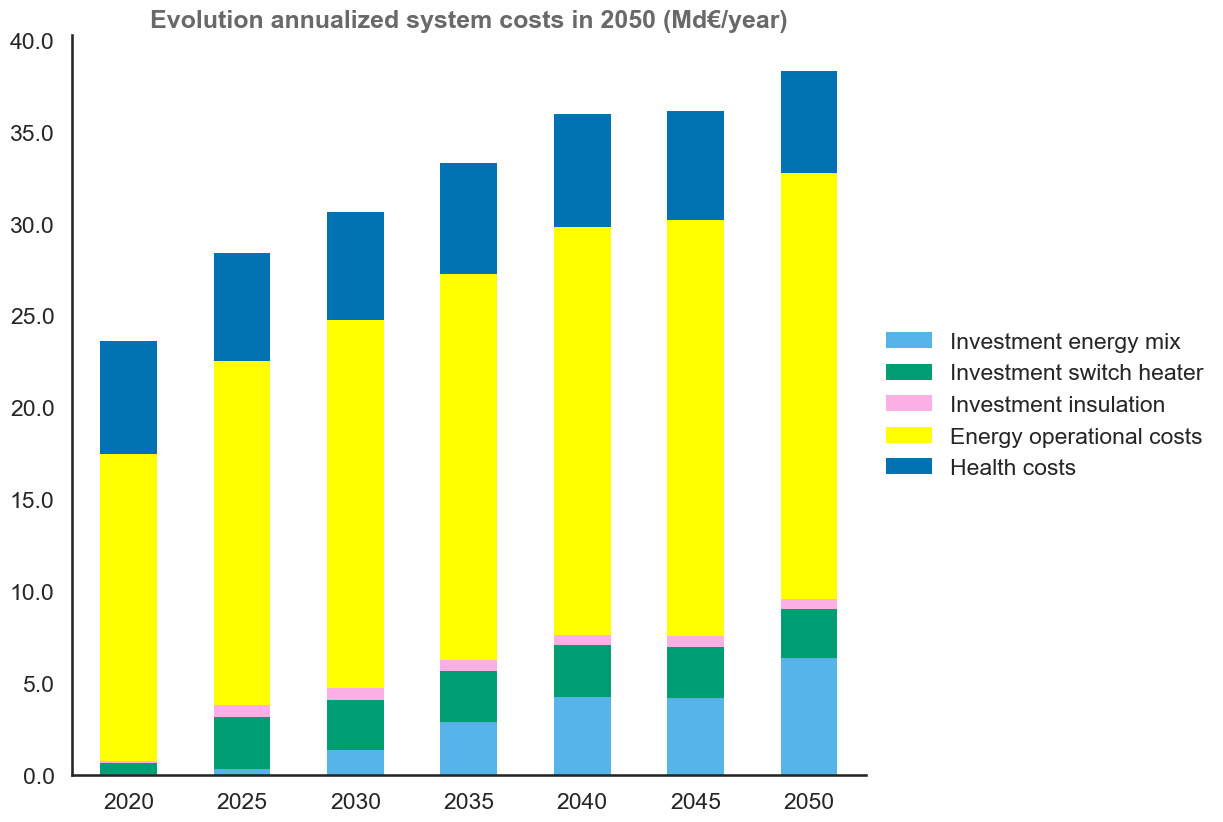 Evolution annualized system costs in 2050 (Md€/year)
40.0
35.0
30.0
25.0
20.0
15.0
10.0
5.0
0.0
2020 2025 2030 2035 2040 2045 2050
Investment energy mix
Investment switch heater
Investment insulation
Energy operational costs
Health costs